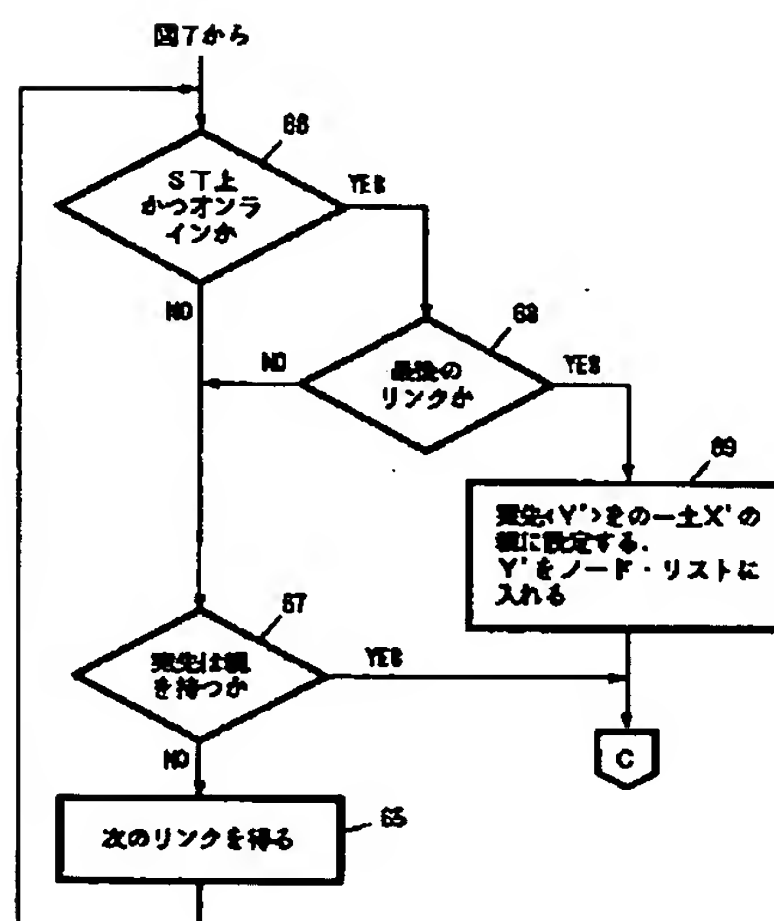 図7から
66
ST上
かつオンラ
インか
YES
NO
68
最後の
リンクか
NO
YES
69
宛先<Y'>をの一士X'の
親に設定する.
Y'をノード・リストに
入れる
67
宛先は親
を持つか
YES
NO
C
65
次のリンクを得る